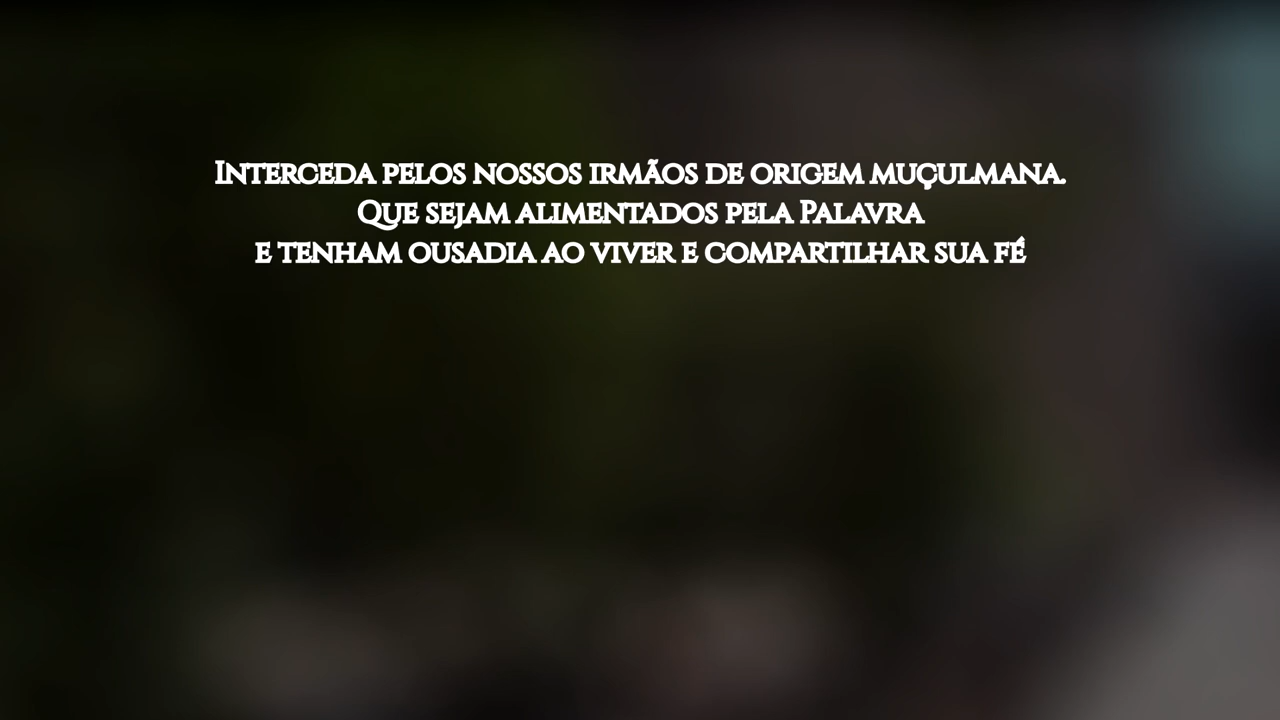 Interceda pelos nossos irmãos de origem muçulmana.
Que sejam alimentados pela Palavra
e tenham ousadia ao viver e compartilhar sua fé